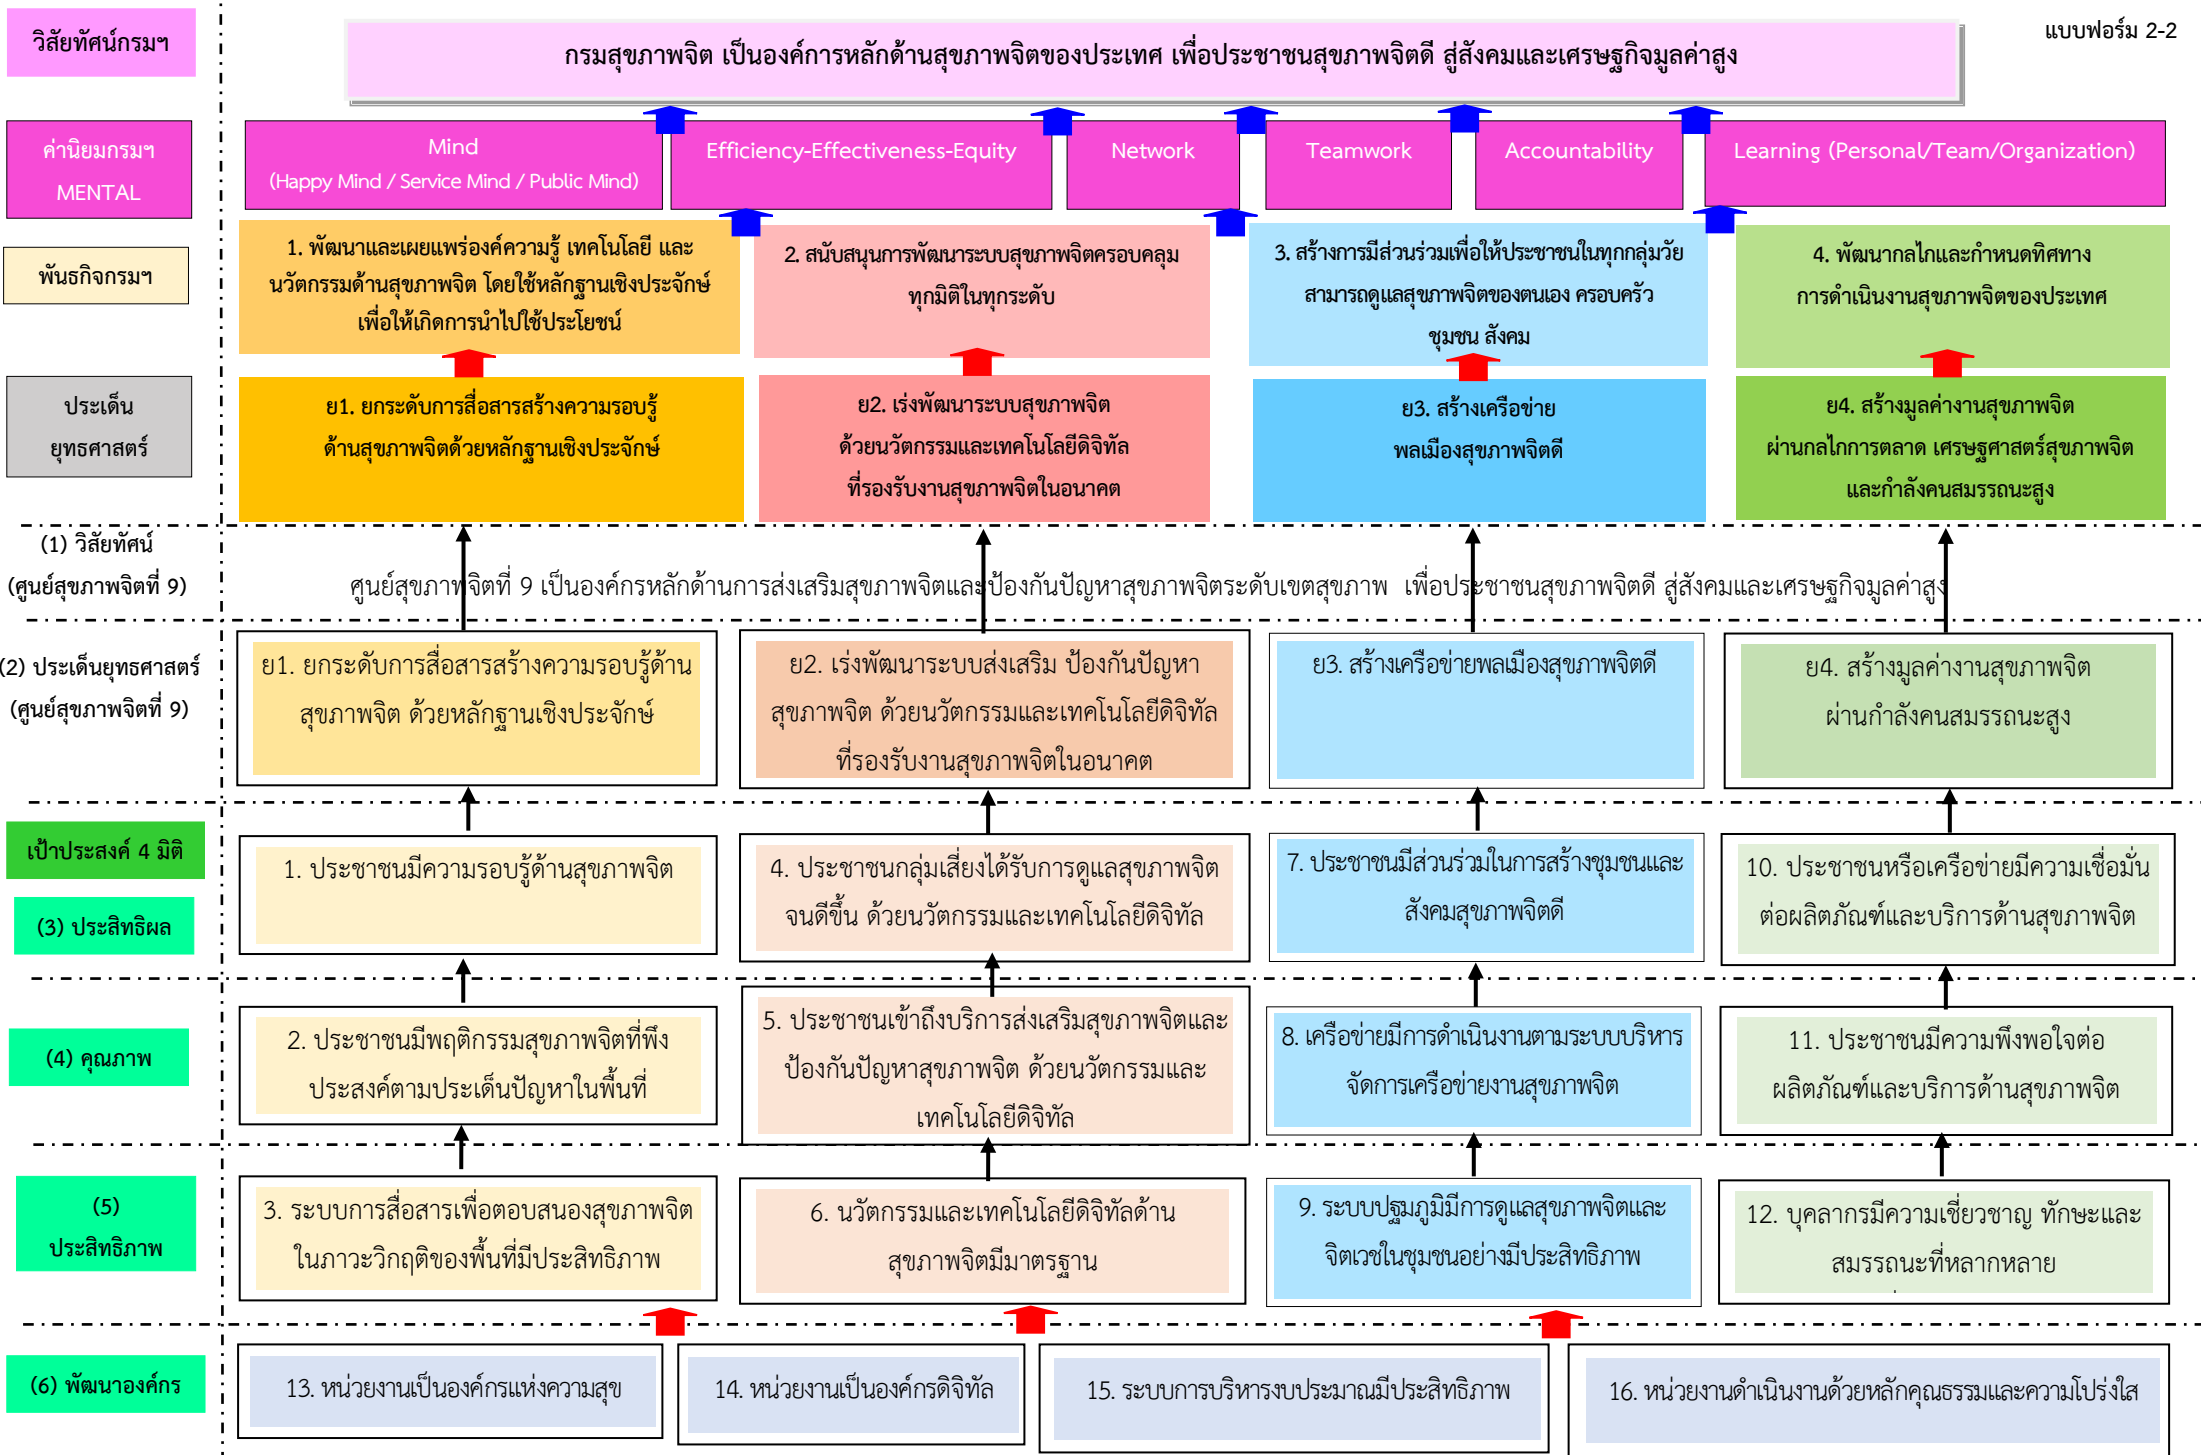 แบบฟอร์ม 2-2
วิสัยทัศน์กรมฯ
กรมสุขภาพจิต เป็นองค์การหลักด้านสุขภาพจิตของประเทศ เพื่อประชาชนสุขภาพจิตดี สู่สังคมและเศรษฐกิจมูลค่าสูง
ค่านิยมกรมฯ
MENTAL
Mind
(Happy Mind / Service Mind / Public Mind)
Efficiency-Effectiveness-Equity
Network
Teamwork
Accountability
Learning (Personal/Team/Organization)
พันธกิจกรมฯ
1. พัฒนาและเผยแพร่องค์ความรู้ เทคโนโลยี และ
นวัตกรรมด้านสุขภาพจิต โดยใช้หลักฐานเชิงประจักษ์
เพื่อให้เกิดการนำไปใช้ประโยชน์
2. สนับสนุนการพัฒนาระบบสุขภาพจิตครอบคลุม
ทุกมิติในทุกระดับ
3. สร้างการมีส่วนร่วมเพื่อให้ประชาชนในทุกกลุ่มวัย
สามารถดูแลสุขภาพจิตของตนเอง ครอบครัว
ชุมชน สังคม
4. พัฒนากลไกและกำหนดทิศทาง
การดำเนินงานสุขภาพจิตของประเทศ
ประเด็น
ยุทธศาสตร์
ย1. ยกระดับการสื่อสารสร้างความรอบรู้
ด้านสุขภาพจิตด้วยหลักฐานเชิงประจักษ์
ย2. เร่งพัฒนาระบบสุขภาพจิต
ด้วยนวัตกรรมและเทคโนโลยีดิจิทัล
ที่รองรับงานสุขภาพจิตในอนาคต
ย3. สร้างเครือข่าย
พลเมืองสุขภาพจิตดี
ย4. สร้างมูลค่างานสุขภาพจิต
ผ่านกลไกการตลาด เศรษฐศาสตร์สุขภาพจิต
และกำลังคนสมรรถนะสูง
(1) วิสัยทัศน์
(ศูนย์สุขภาพจิตที่ 9)
ศูนย์สุขภาพจิตที่ 9 เป็นองค์กรหลักด้านการส่งเสริมสุขภาพจิตและป้องกันปัญหาสุขภาพจิตระดับเขตสุขภาพ เพื่อประชาชนสุขภาพจิตดี สู่สังคมและเศรษฐกิจมูลค่าสูง
(2) ประเด็นยุทธศาสตร์
(ศูนย์สุขภาพจิตที่ 9)
ย1. ยกระดับการสื่อสารสร้างความรอบรู้ด้าน
สุขภาพจิต ด้วยหลักฐานเชิงประจักษ์
ย2. เร่งพัฒนาระบบส่งเสริม ป้องกันปัญหา
สุขภาพจิต ด้วยนวัตกรรมและเทคโนโลยีดิจิทัล
ที่รองรับงานสุขภาพจิตในอนาคต
ย3. สร้างเครือข่ายพลเมืองสุขภาพจิตดี
ย4. สร้างมูลค่างานสุขภาพจิต
ผ่านกำลังคนสมรรถนะสูง
เป้าประสงค์ 4 มิติ
(3) ประสิทธิผล
1. ประชาชนมีความรอบรู้ด้านสุขภาพจิต
4. ประชาชนกลุ่มเสี่ยงได้รับการดูแลสุขภาพจิต
จนดีขึ้น ด้วยนวัตกรรมและเทคโนโลยีดิจิทัล
7. ประชาชนมีส่วนร่วมในการสร้างชุมชนและ
สังคมสุขภาพจิตดี
10. ประชาชนหรือเครือข่ายมีความเชื่อมั่น
ต่อผลิตภัณฑ์และบริการด้านสุขภาพจิต
(4) คุณภาพ
2. ประชาชนมีพฤติกรรมสุขภาพจิตที่พึง
ประสงค์ตามประเด็นปัญหาในพื้นที่
5. ประชาชนเข้าถึงบริการส่งเสริมสุขภาพจิตและ
ป้องกันปัญหาสุขภาพจิต ด้วยนวัตกรรมและ
เทคโนโลยีดิจิทัล
8. เครือข่ายมีการดำเนินงานตามระบบบริหาร
จัดการเครือข่ายงานสุขภาพจิต
11. ประชาชนมีความพึงพอใจต่อ
ผลิตภัณฑ์และบริการด้านสุขภาพจิต
(5)
ประสิทธิภาพ
3. ระบบการสื่อสารเพื่อตอบสนองสุขภาพจิต
ในภาวะวิกฤติของพื้นที่มีประสิทธิภาพ
6. นวัตกรรมและเทคโนโลยีดิจิทัลด้าน
สุขภาพจิตมีมาตรฐาน
9. ระบบปฐมภูมิมีการดูแลสุขภาพจิตและ
จิตเวชในชุมชนอย่างมีประสิทธิภาพ
12. บุคลากรมีความเชี่ยวชาญ ทักษะและ
สมรรถนะที่หลากหลาย
(6) พัฒนาองค์กร
13. หน่วยงานเป็นองค์กรแห่งความสุข
14. หน่วยงานเป็นองค์กรดิจิทัล
15. ระบบการบริหารงบประมาณมีประสิทธิภาพ
16. หน่วยงานดำเนินงานด้วยหลักคุณธรรมและความโปร่งใส